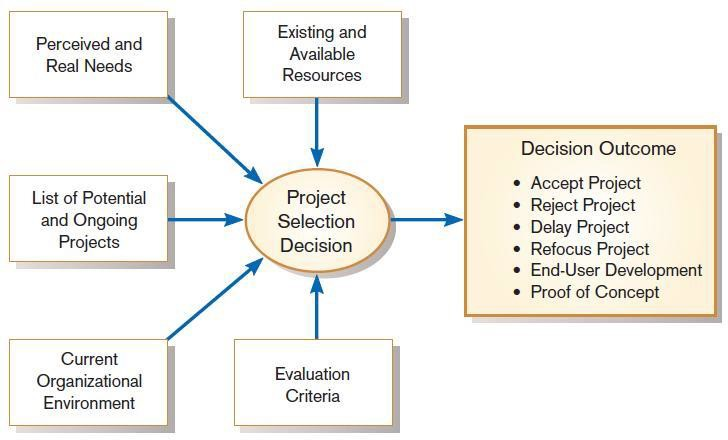 Perceived and
Real Needs
Existing and
Available
Resources
List of Potential
and Ongoing
Projects
Project
Selection
Decision
Decision Outcome
• Accept Project
• Reject Project
• Delay Project
• Refocus Project
• End-User Development
• Proof of Concept
Current
Organizational
Environment
Evaluation
Criteria